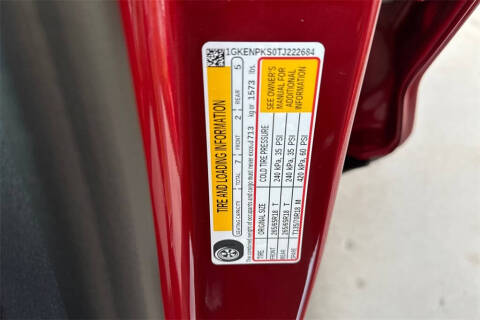 1GKENPKS0TJ222684
TIRE AND LOADING INFORMATION
SEATING CAPACITY TOTAL 7 FRONT 2 REAR 5
The combined weight of occupants and cargo must never exceed 713 kg or 1573 lbs.
TIRE ORIGINAL SIZE COLD TIRE PRESSURE
FRONT 265/65R18 T 240 kPa, 35 PSI
REAR 265/65R18 T 240 kPa, 35 PSI
SPARE T135/70R18 M 420 kPa, 60 PSI
SEE OWNER'S
MANUAL FOR
ADDITIONAL
INFORMATION